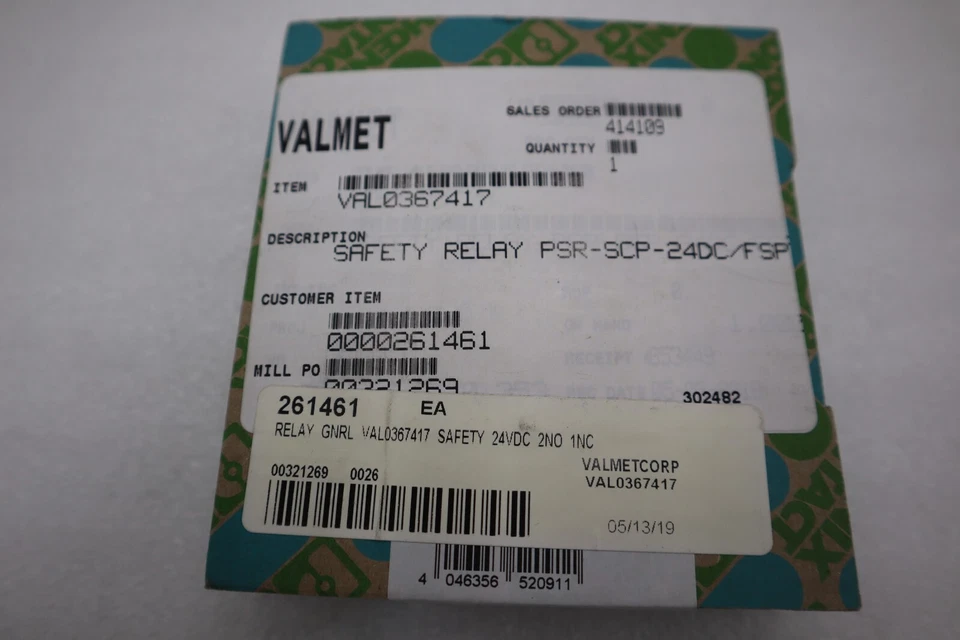 VALMET
SALES ORDER
414109
QUANTITY
1
ITEM
VAL0367417
DESCRIPTION
SAFETY RELAY PSR-SCP-24DC/FSP
CUSTOMER ITEM
0000261461
MILL PO
00321269
302482
261461 EA
RELAY GNRL VAL0367417 SAFETY 24VDC 2NO 1NC
VALMETCORP
VAL0367417
00321269 0026
05/13/19
4 046356 520911